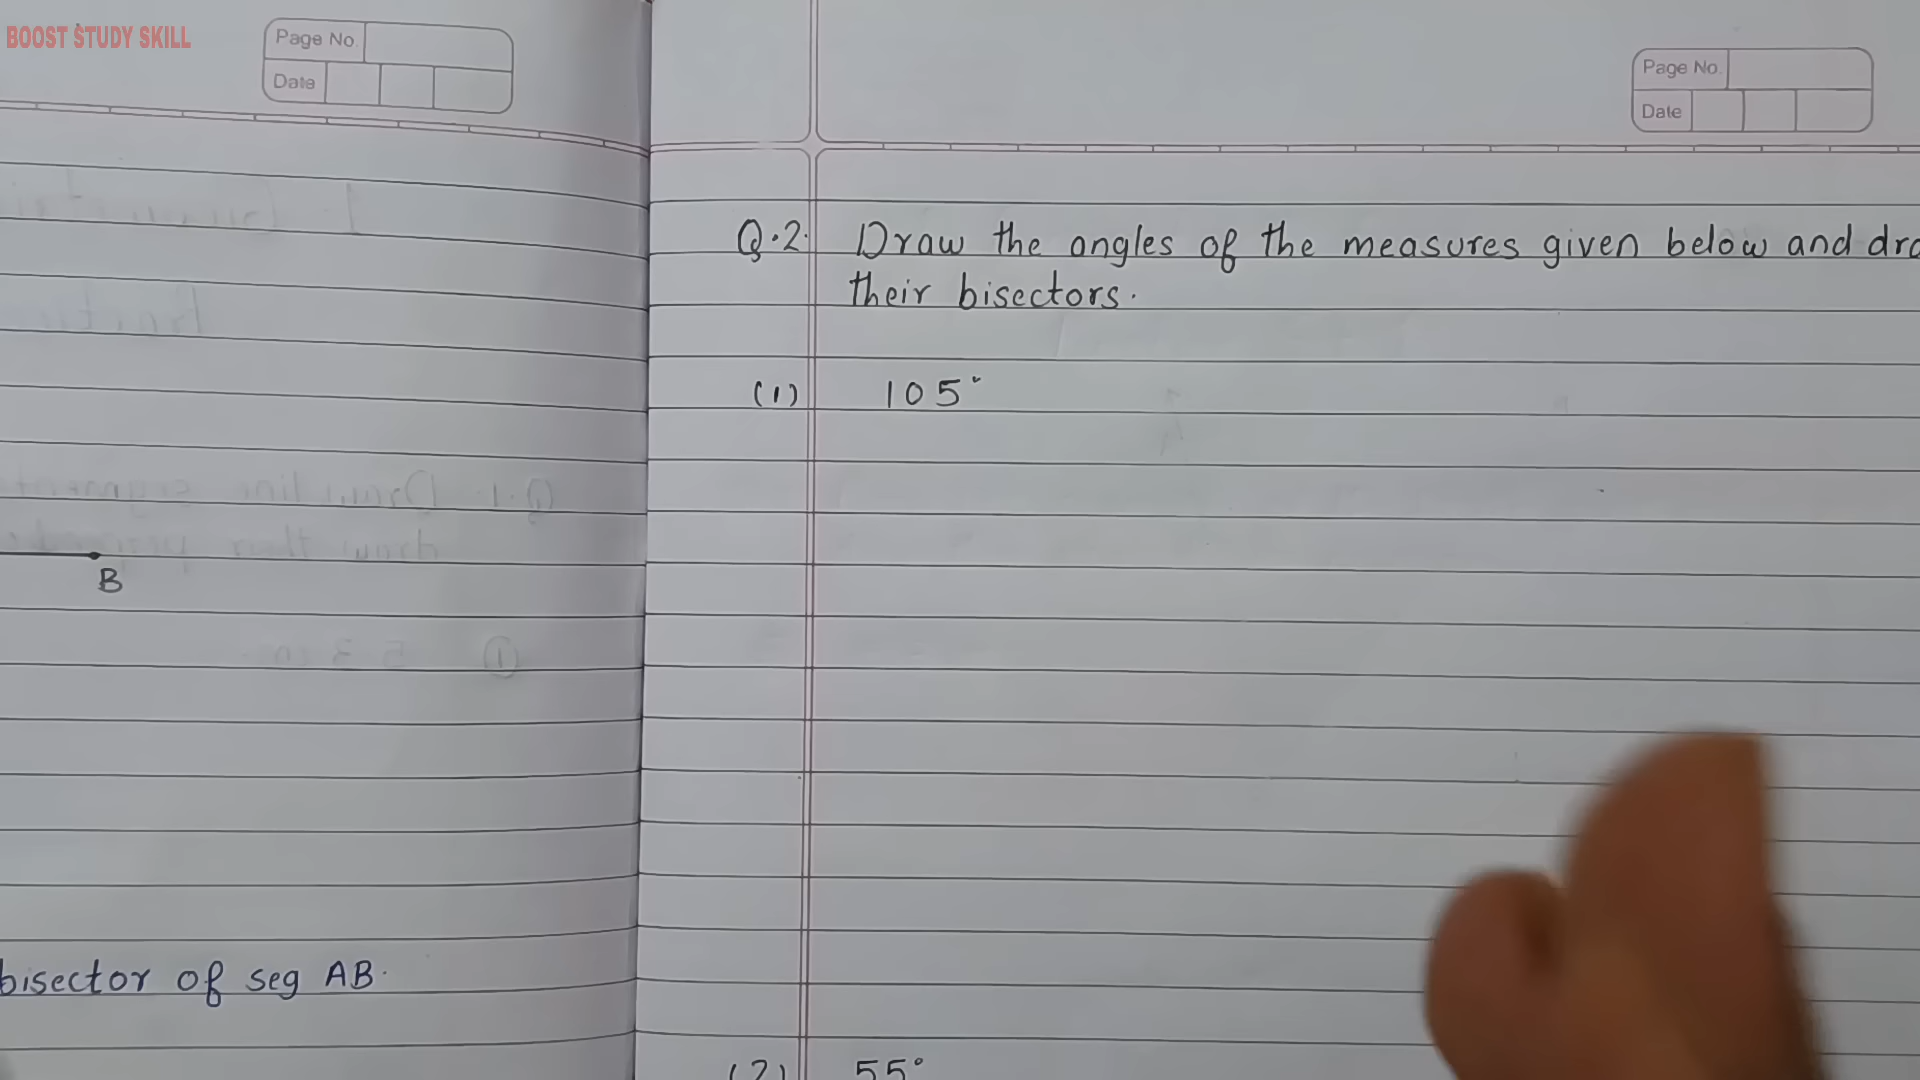 BOOST STUDY SKILL
Page No.
Date
B
bisector of seg AB.
Page No.
Date
Q.2. Draw the angles of the measures given below and
their bisectors.
(1) 105°
(2) 55°